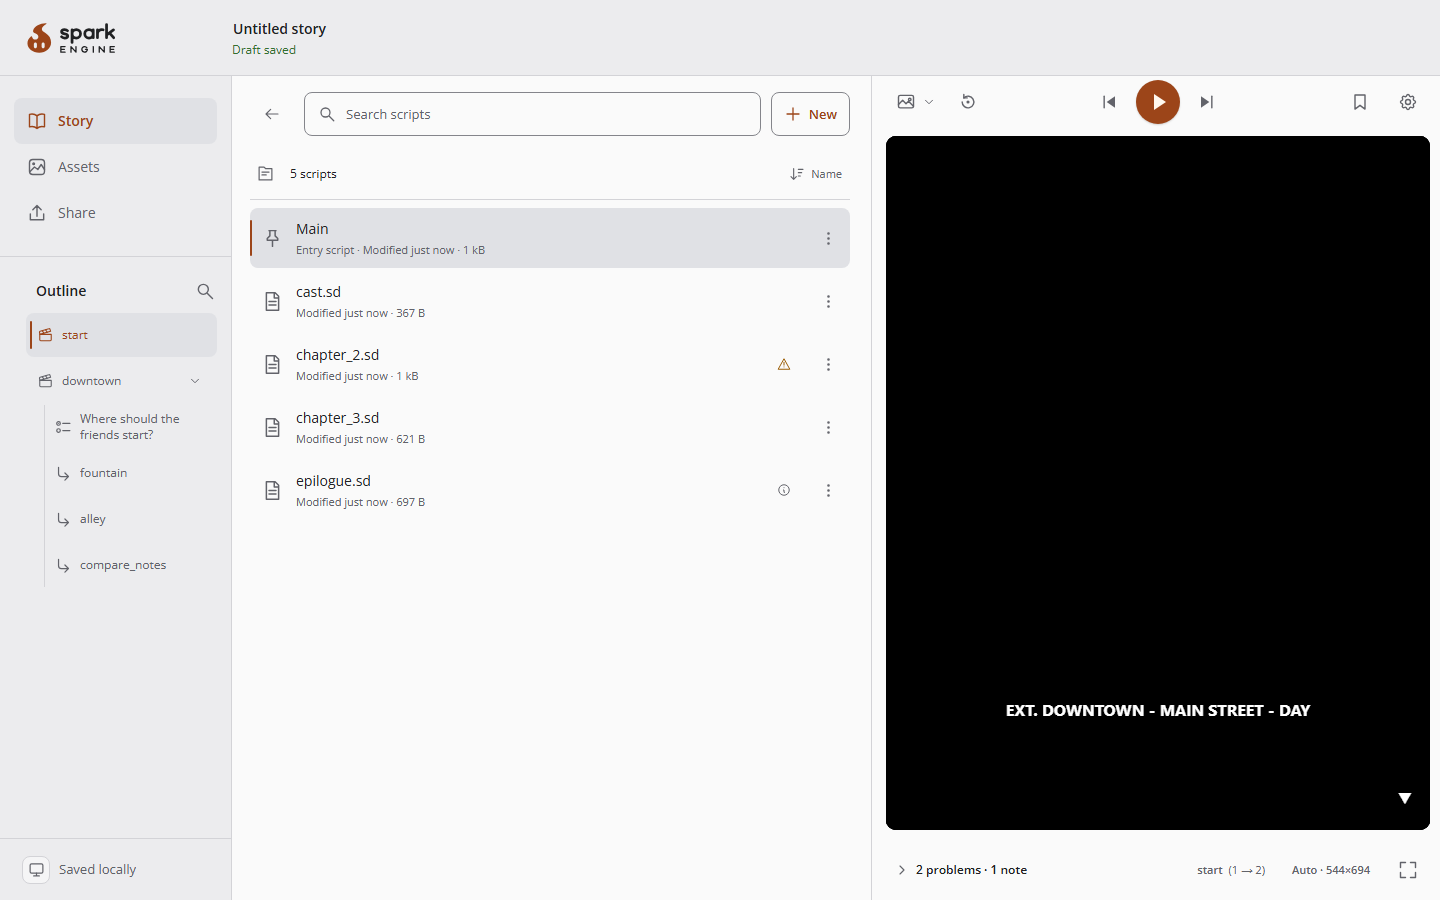 spark
ENGINE
Untitled story
Draft saved
Story
Assets
Share
Outline
start
downtown
Where should the
friends start?
fountain
alley
compare_notes
Saved locally
Search scripts
New
5 scripts
Name
Main
Entry script · Modified just now · 1 kB
cast.sd
Modified just now · 367 B
chapter_2.sd
Modified just now · 1 kB
chapter_3.sd
Modified just now · 621 B
epilogue.sd
Modified just now · 697 B
EXT. DOWNTOWN - MAIN STREET - DAY
2 problems · 1 note
start (1 → 2)
Auto · 544×694